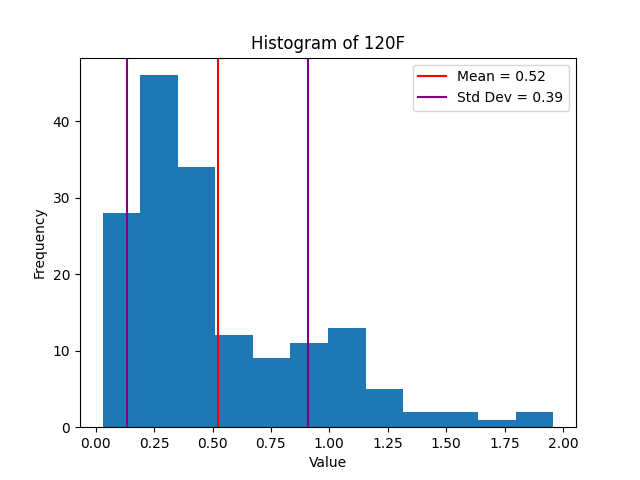 Histogram of 120F
Mean = 0.52
Std Dev = 0.39
Frequency
40
30
20
10
0
0.00 0.25 0.50 0.75 1.00 1.25 1.50 1.75 2.00
Value